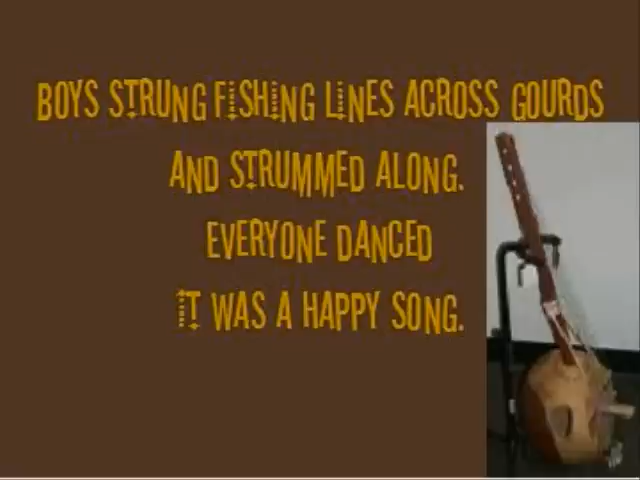 BOYS STRUNG FISHING LINES ACROSS GOURDS
AND STRUMMED ALONG.
EVERYONE DANCED
IT WAS A HAPPY SONG.